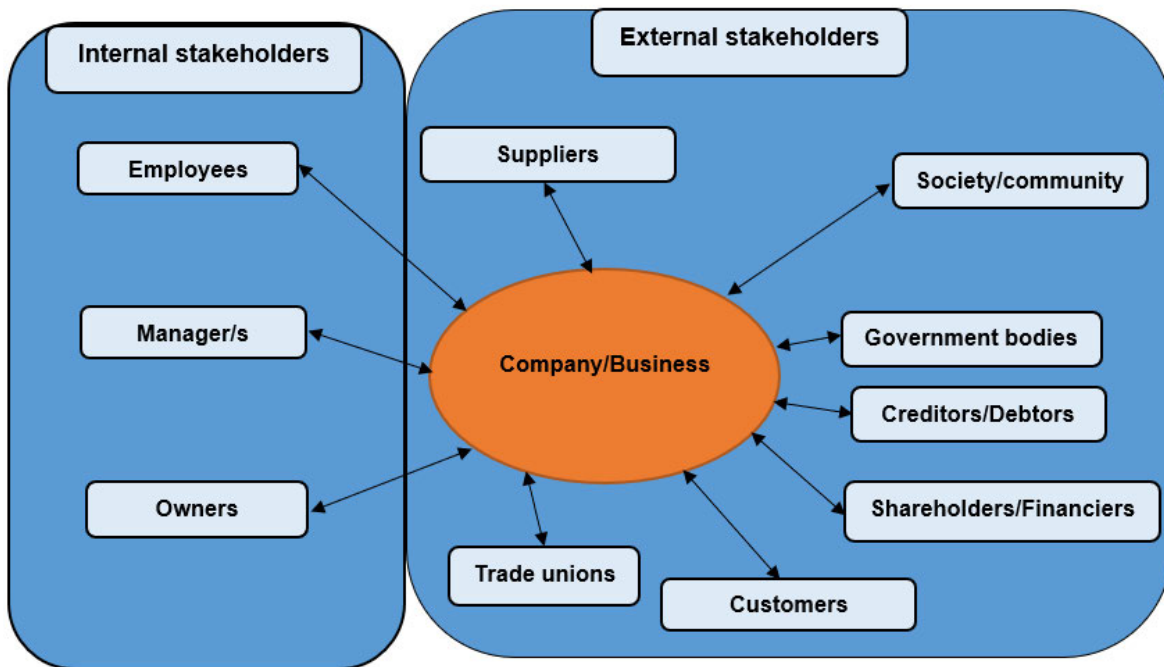 Internal stakeholders
External stakeholders
Employees
Suppliers
Society/community
Manager/s
Company/Business
Government bodies
Creditors/Debtors
Owners
Shareholders/Financiers
Trade unions
Customers